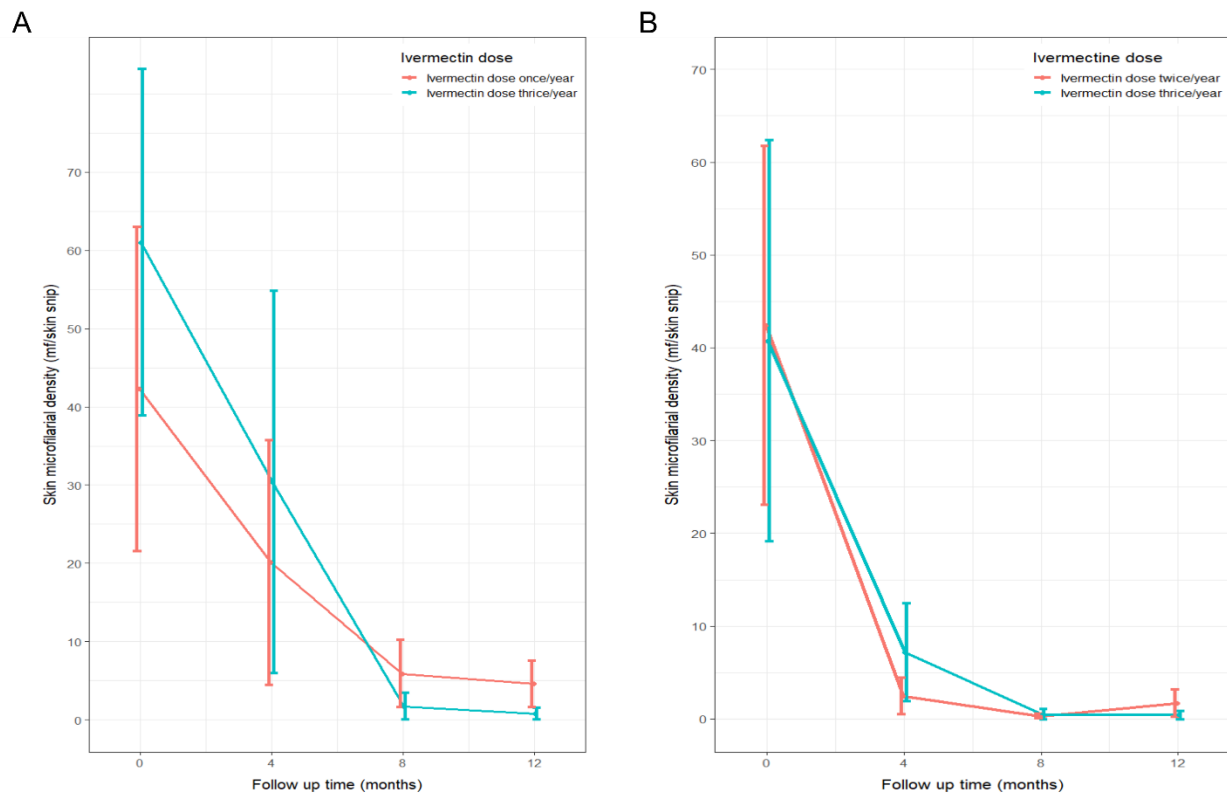 A
Ivermectin dose
Ivermectin dose once/year
Ivermectin dose thrice/year
70
60
50
40
30
20
10
0
Skin microfilarial density (mf/skin snip)
0 4 8 12
Follow up time (months)
B
Ivermectine dose
Ivermectin dose twice/year
Ivermectin dose thrice/year
70
60
50
40
30
20
10
0
Skin microfilarial density (mf/skin snip)
0 4 8 12
Follow up time (months)